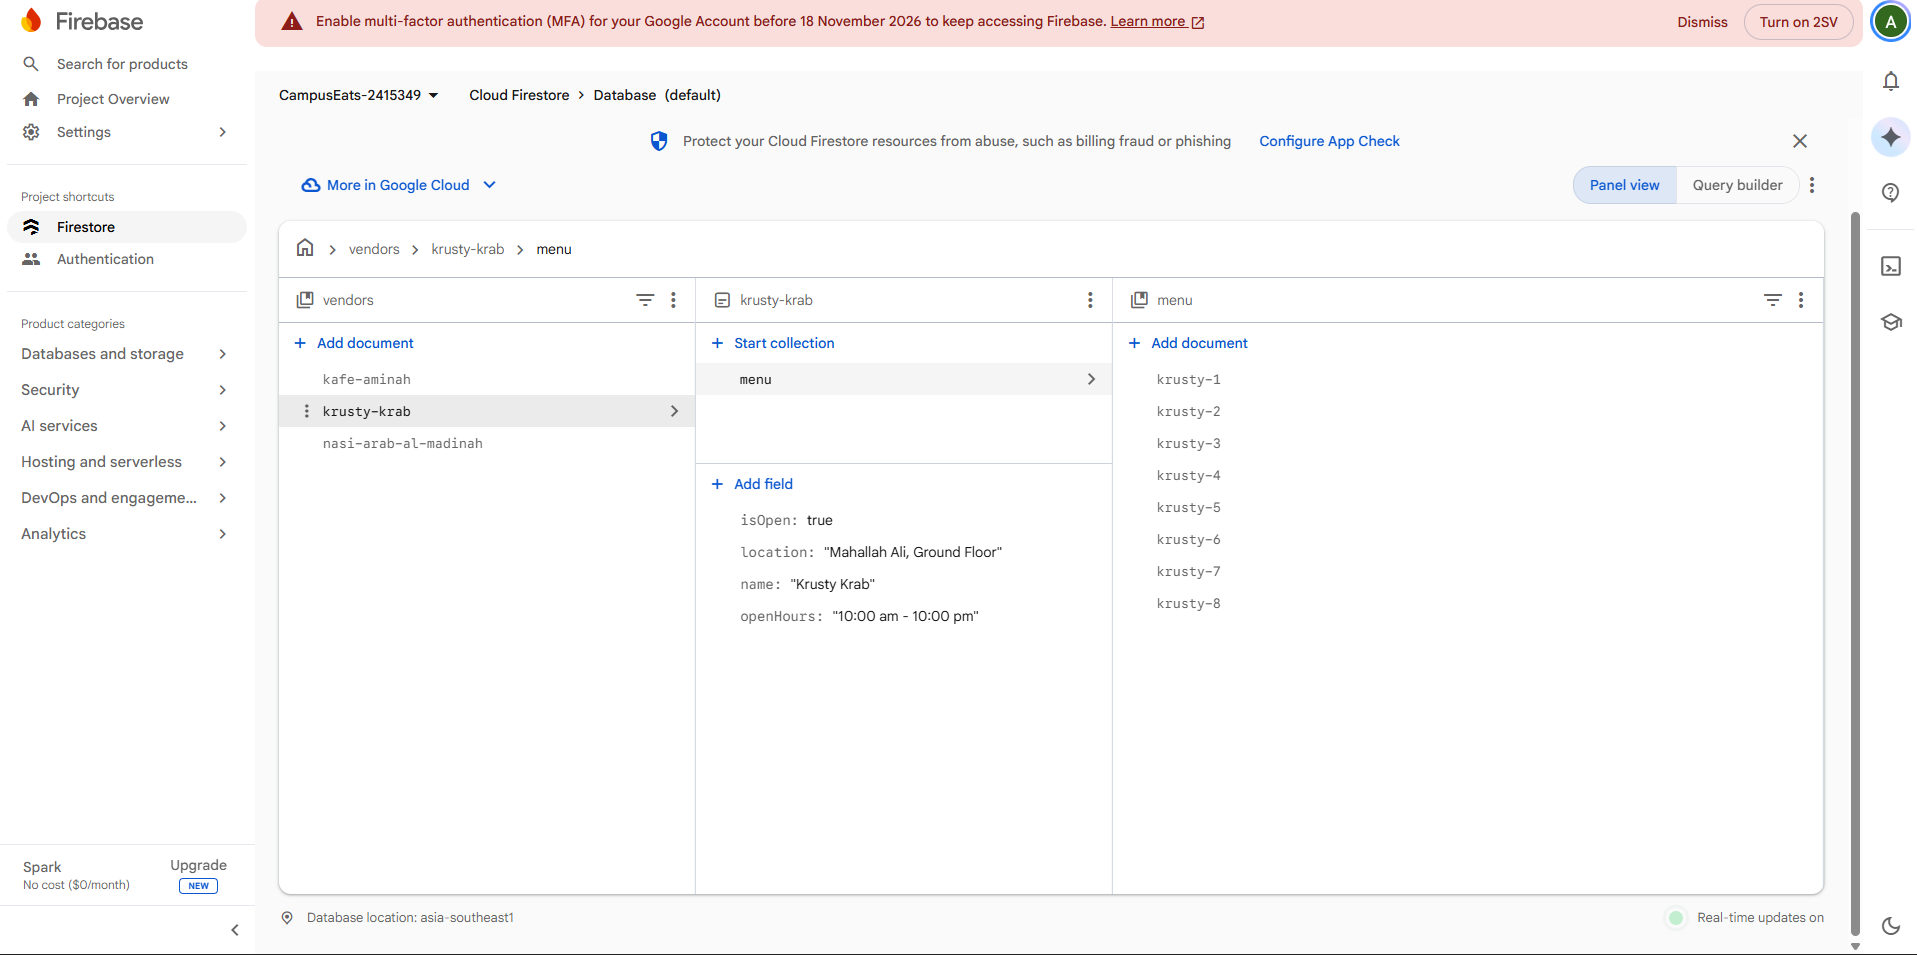 Firebase
Enable multi-factor authentication (MFA) for your Google Account before 18 November 2026 to keep accessing Firebase. Learn more
Dismiss
Turn on 2SV
A
Search for products
Project Overview
Settings
Project shortcuts
Firestore
Authentication
Product categories
Databases and storage
Security
AI services
Hosting and serverless
DevOps and engageme...
Analytics
Spark
No cost ($0/month)
Upgrade
NEW
CampusEats-2415349
Cloud Firestore
Database (default)
Protect your Cloud Firestore resources from abuse, such as billing fraud or phishing
Configure App Check
More in Google Cloud
Panel view
Query builder
vendors
krusty-krab
menu
vendors
Add document
kafe-aminah
krusty-krab
nasi-arab-al-madinah
krusty-krab
Start collection
menu
Add field
isOpen: true
location: "Mahallah Ali, Ground Floor"
name: "Krusty Krab"
openHours: "10:00 am - 10:00 pm"
menu
Add document
krusty-1
krusty-2
krusty-3
krusty-4
krusty-5
krusty-6
krusty-7
krusty-8
Database location: asia-southeast1
Real-time updates on